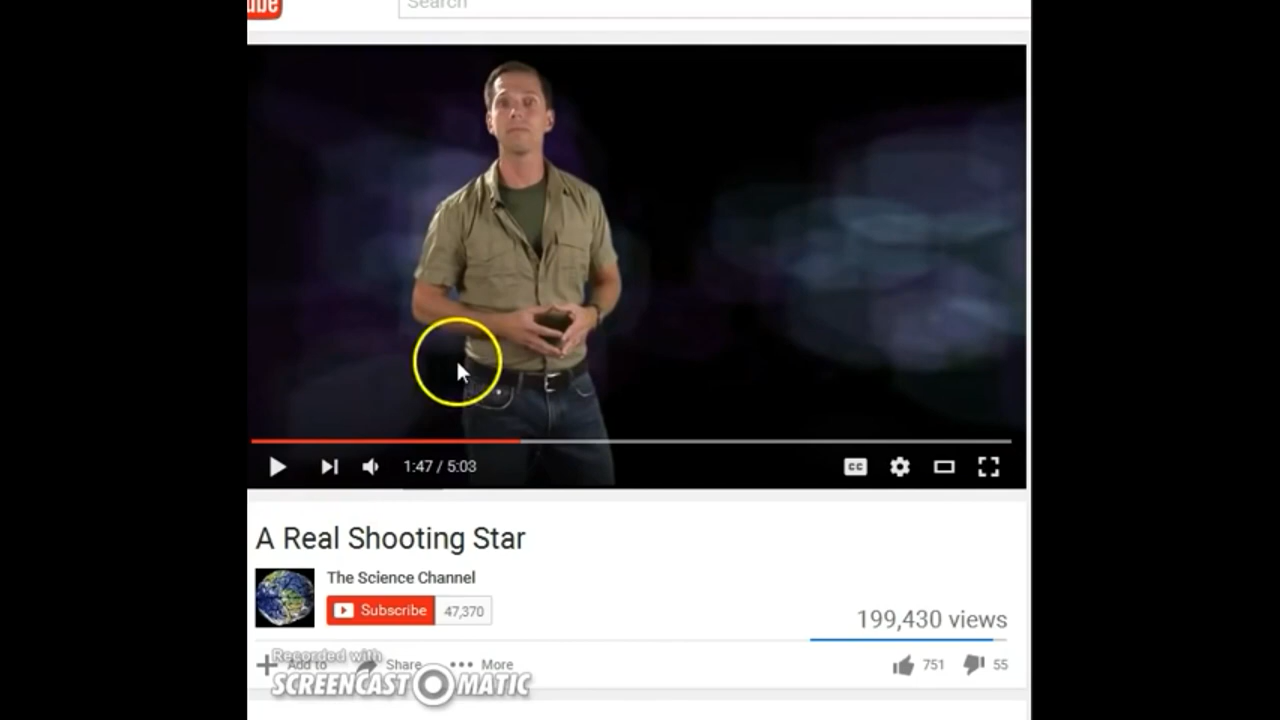 Search
1:47 / 5:03
CC
A Real Shooting Star
The Science Channel
Subscribe 47,370
199,430 views
Recorded with
Add to Share More 751 55
SCREENCAST MATIC